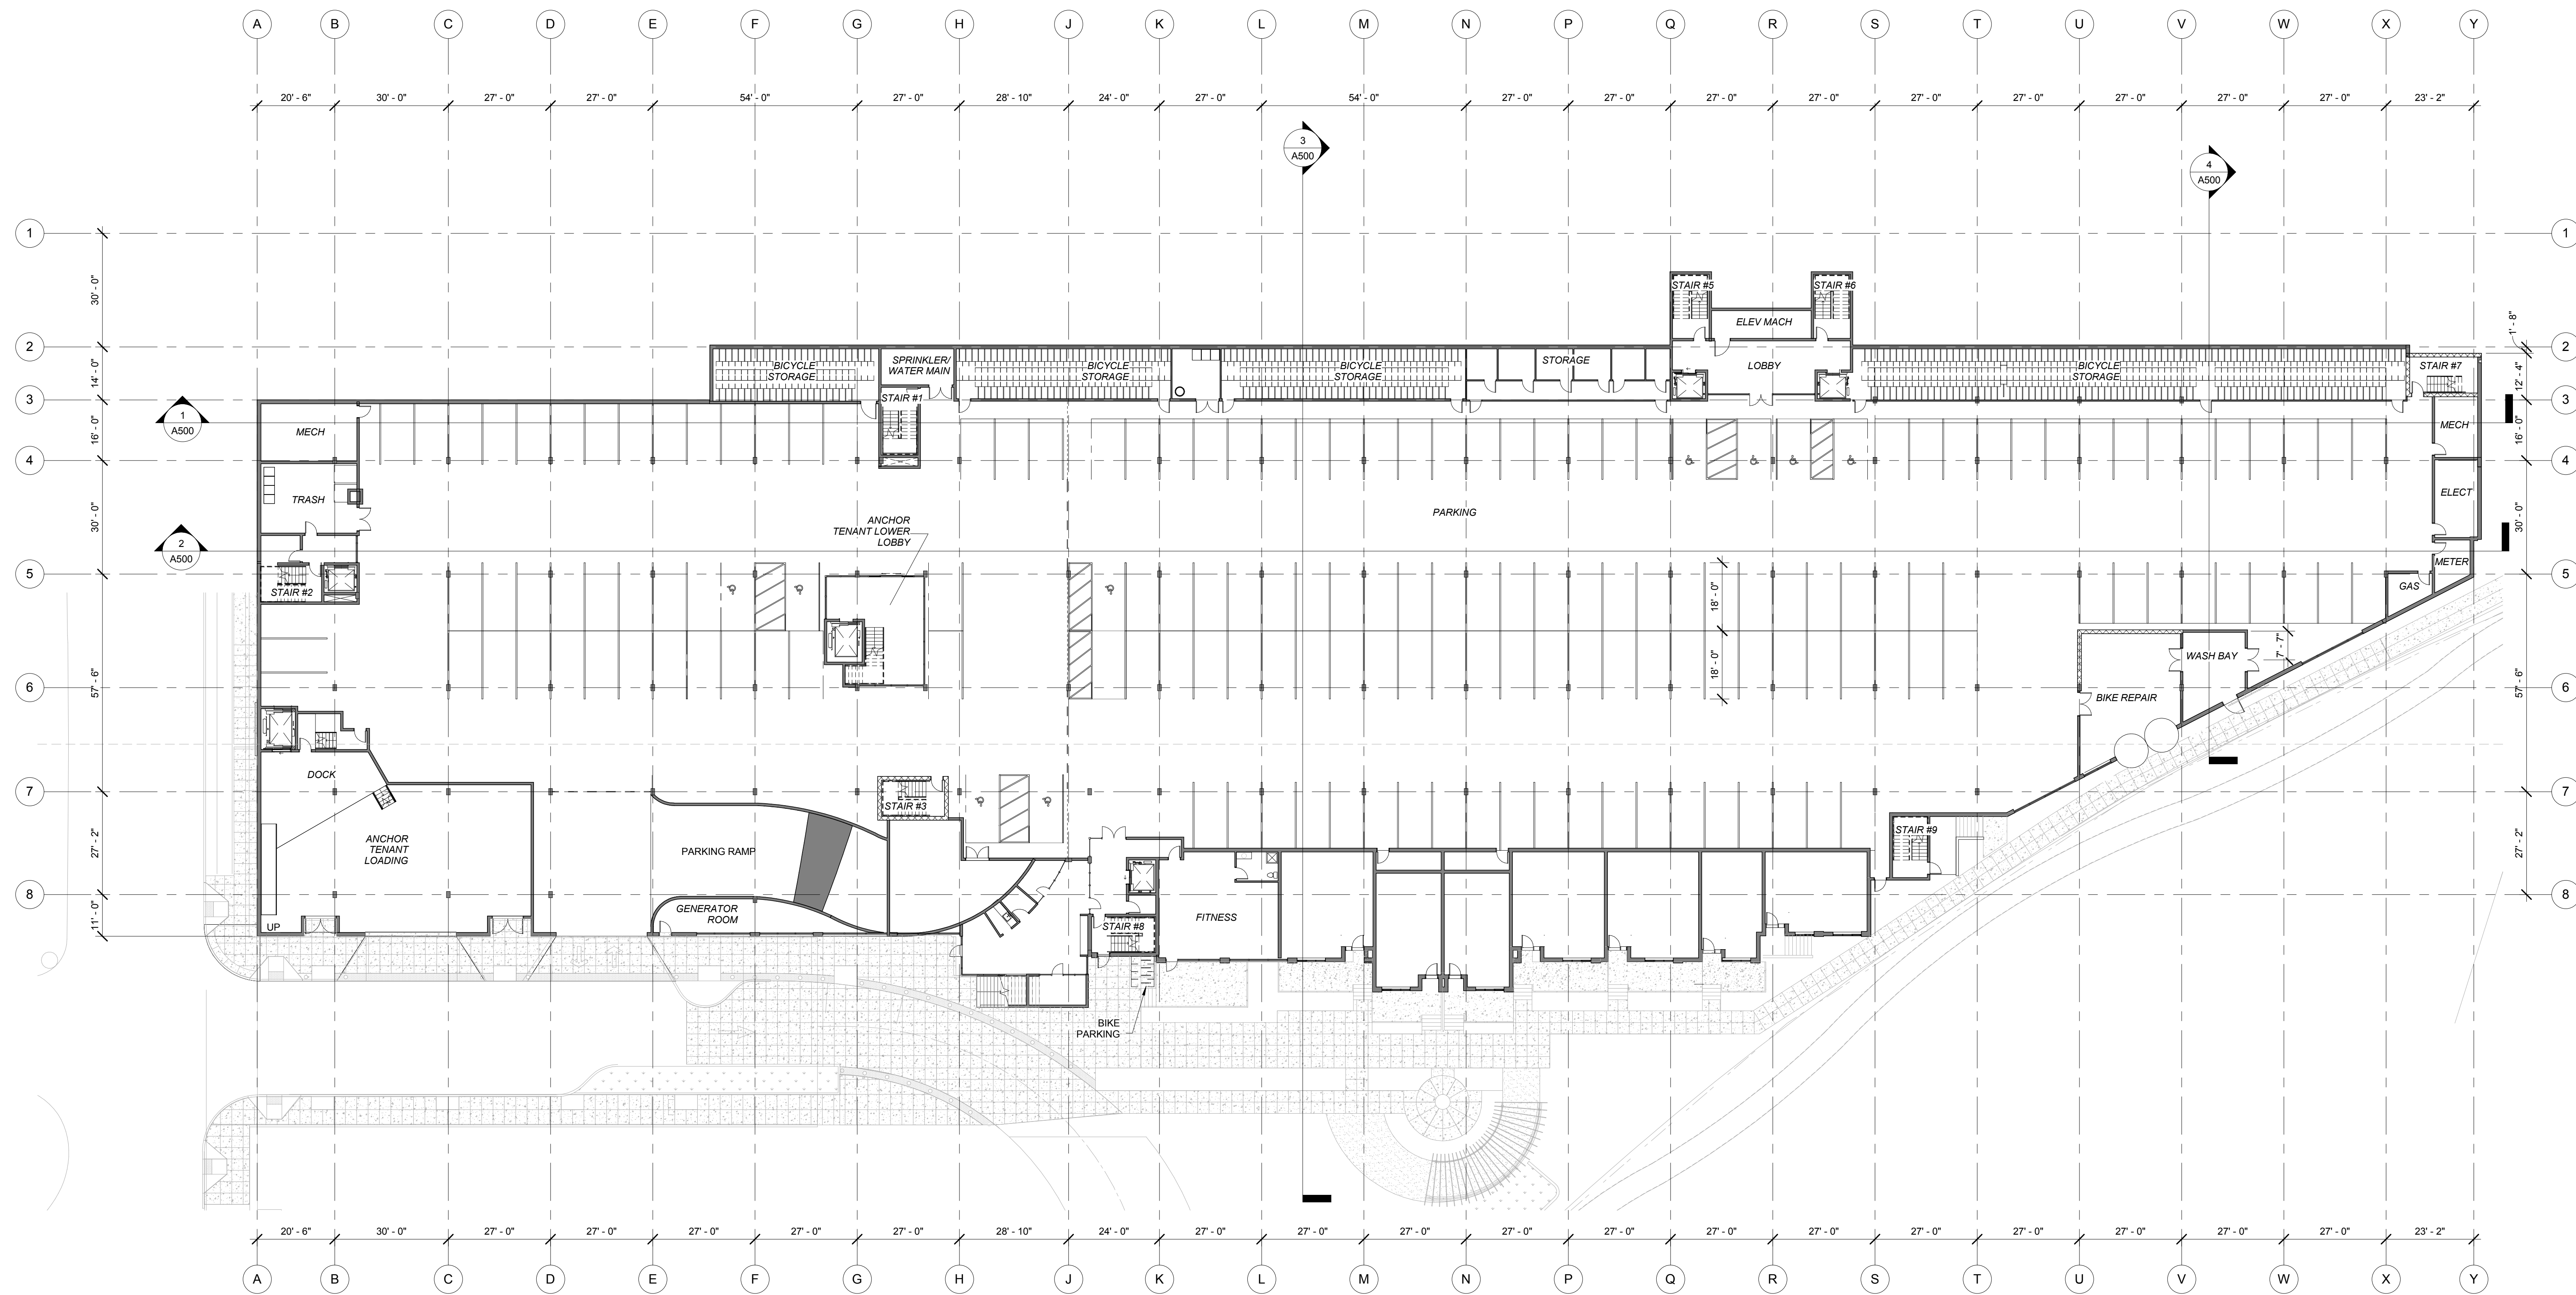 A B C D E F G H J K L M N P Q R S T U V W X Y
20' - 6" 30' - 0" 27' - 0" 27' - 0" 54' - 0" 27' - 0" 28' - 10" 24' - 0" 27' - 0" 54' - 0" 27' - 0" 27' - 0" 27' - 0" 27' - 0" 27' - 0" 27' - 0" 27' - 0" 27' - 0" 27' - 0" 23' - 2"
3
A500
4
A500
1 1
30' - 0"
STAIR #5
STAIR #6
ELEV MACH
1' - 8"
2 2
14' - 0"
BICYCLE
STORAGE
SPRINKLER/
WATER MAIN
BICYCLE
STORAGE
BICYCLE
STORAGE
STORAGE
LOBBY
BICYCLE
STORAGE
STAIR #7
12' - 4"
3 3
STAIR #1
1
A500
16' - 0"
MECH
MECH
16' - 0"
4 4
TRASH
30' - 0"
ANCHOR
TENANT LOWER
LOBBY
PARKING
ELECT
30' - 0"
2
A500
METER
5 5
STAIR #2
18' - 0"
GAS
18' - 0"
7' - 7"
WASH BAY
57' - 6"
57' - 6"
6 6
BIKE REPAIR
DOCK
7 7
STAIR #3
27' - 2"
ANCHOR
TENANT
LOADING
PARKING RAMP
STAIR #9
27' - 2"
8 8
11' - 0"
GENERATOR
ROOM
FITNESS
UP
STAIR #8
BIKE
PARKING
20' - 6" 30' - 0" 27' - 0" 27' - 0" 27' - 0" 27' - 0" 27' - 0" 28' - 10" 24' - 0" 27' - 0" 27' - 0" 27' - 0" 27' - 0" 27' - 0" 27' - 0" 27' - 0" 27' - 0" 27' - 0" 27' - 0" 27' - 0" 27' - 0" 23' - 2"
A B C D E F G H J K L M N P Q R S T U V W X Y